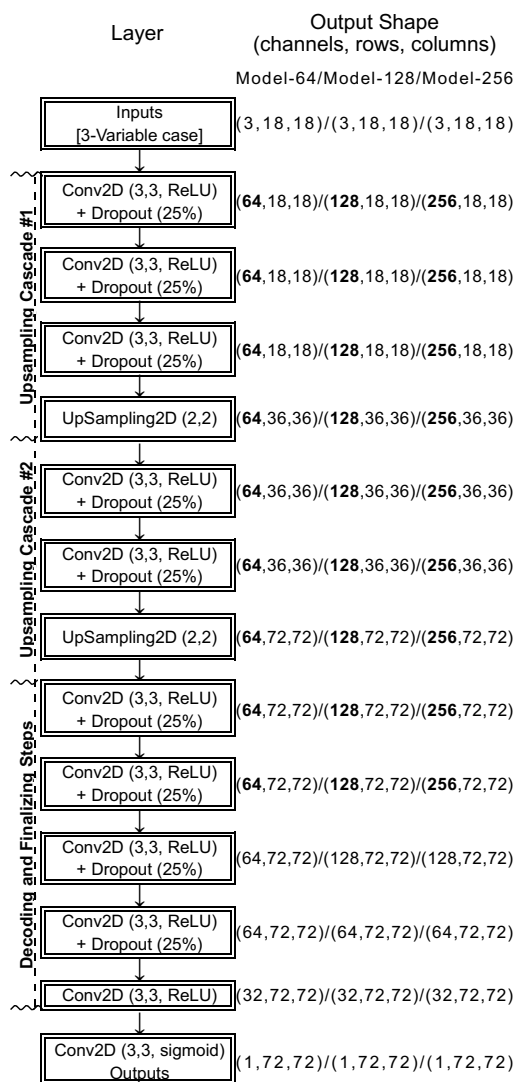 Layer
Output Shape
(channels, rows, columns)
Model-64/Model-128/Model-256
Inputs
[3-Variable case]
(3,18,18)/(3,18,18)/(3,18,18)
Upsampling Cascade #1
Conv2D (3,3, ReLU)
+ Dropout (25%)
(64,18,18)/(128,18,18)/(256,18,18)
Conv2D (3,3, ReLU)
+ Dropout (25%)
(64,18,18)/(128,18,18)/(256,18,18)
Conv2D (3,3, ReLU)
+ Dropout (25%)
(64,18,18)/(128,18,18)/(256,18,18)
UpSampling2D (2,2)
(64,36,36)/(128,36,36)/(256,36,36)
Upsampling Cascade #2
Conv2D (3,3, ReLU)
+ Dropout (25%)
(64,36,36)/(128,36,36)/(256,36,36)
Conv2D (3,3, ReLU)
+ Dropout (25%)
(64,36,36)/(128,36,36)/(256,36,36)
UpSampling2D (2,2)
(64,72,72)/(128,72,72)/(256,72,72)
Decoding and Finalizing Steps
Conv2D (3,3, ReLU)
+ Dropout (25%)
(64,72,72)/(128,72,72)/(256,72,72)
Conv2D (3,3, ReLU)
+ Dropout (25%)
(64,72,72)/(128,72,72)/(256,72,72)
Conv2D (3,3, ReLU)
+ Dropout (25%)
(64,72,72)/(128,72,72)/(128,72,72)
Conv2D (3,3, ReLU)
+ Dropout (25%)
(64,72,72)/(64,72,72)/(64,72,72)
Conv2D (3,3, ReLU)
(32,72,72)/(32,72,72)/(32,72,72)
Conv2D (3,3, sigmoid)
Outputs
(1,72,72)/(1,72,72)/(1,72,72)